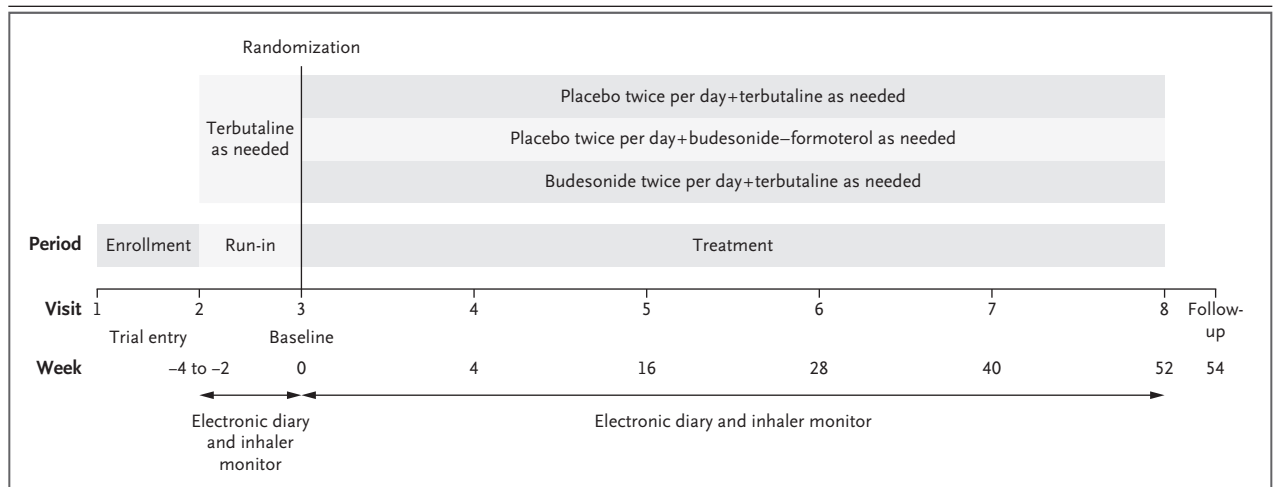 Randomization
Terbutaline
as needed
Placebo twice per day+terbutaline as needed
Placebo twice per day+budesonide–formoterol as needed
Budesonide twice per day+terbutaline as needed
Period Enrollment Run-in Treatment
Visit 1 2 3 4 5 6 7 8 Follow-
up
Trial entry Baseline
Week −4 to −2 0 4 16 28 40 52 54
Electronic diary
and inhaler
monitor
Electronic diary and inhaler monitor